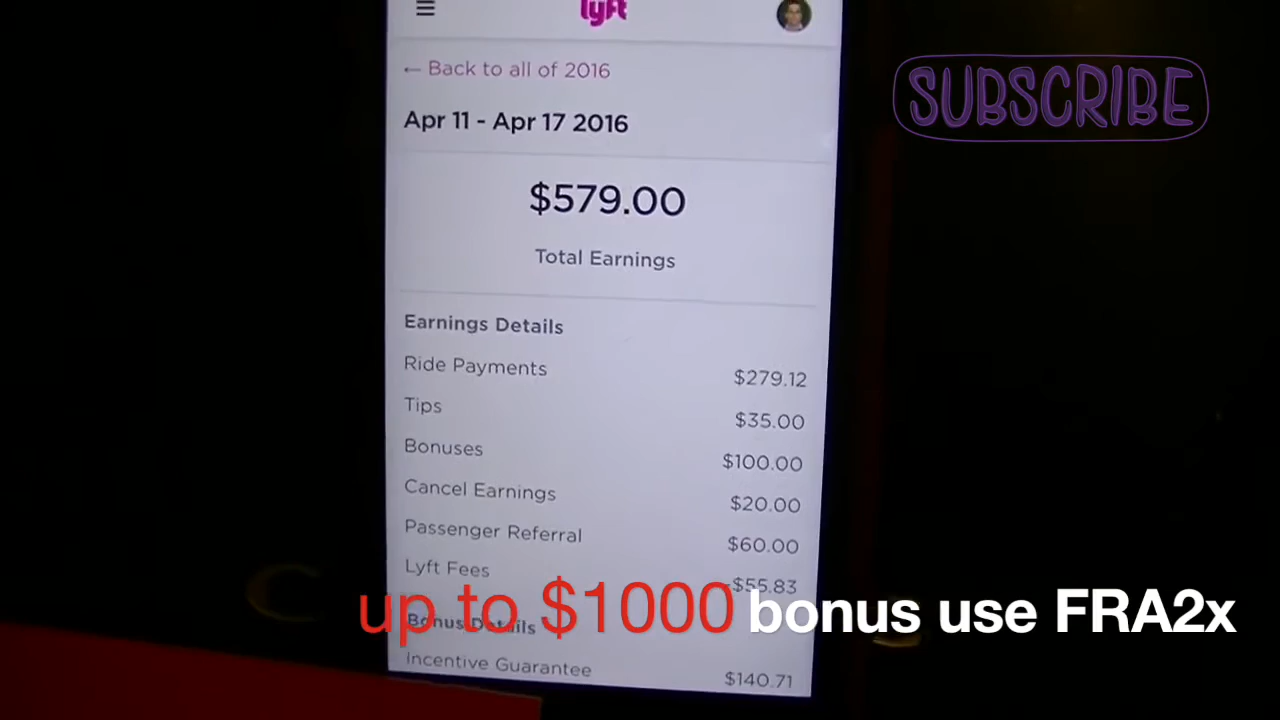 lyft
← Back to all of 2016
SUBSCRIBE
Apr 11 - Apr 17 2016
$579.00
Total Earnings
Earnings Details
Ride Payments $279.12
Tips $35.00
Bonuses $100.00
Cancel Earnings $20.00
Passenger Referral $60.00
Lyft Fees -$55.83
up to $1000 bonus use FRA2x
Bonus Details
Incentive Guarantee $140.71